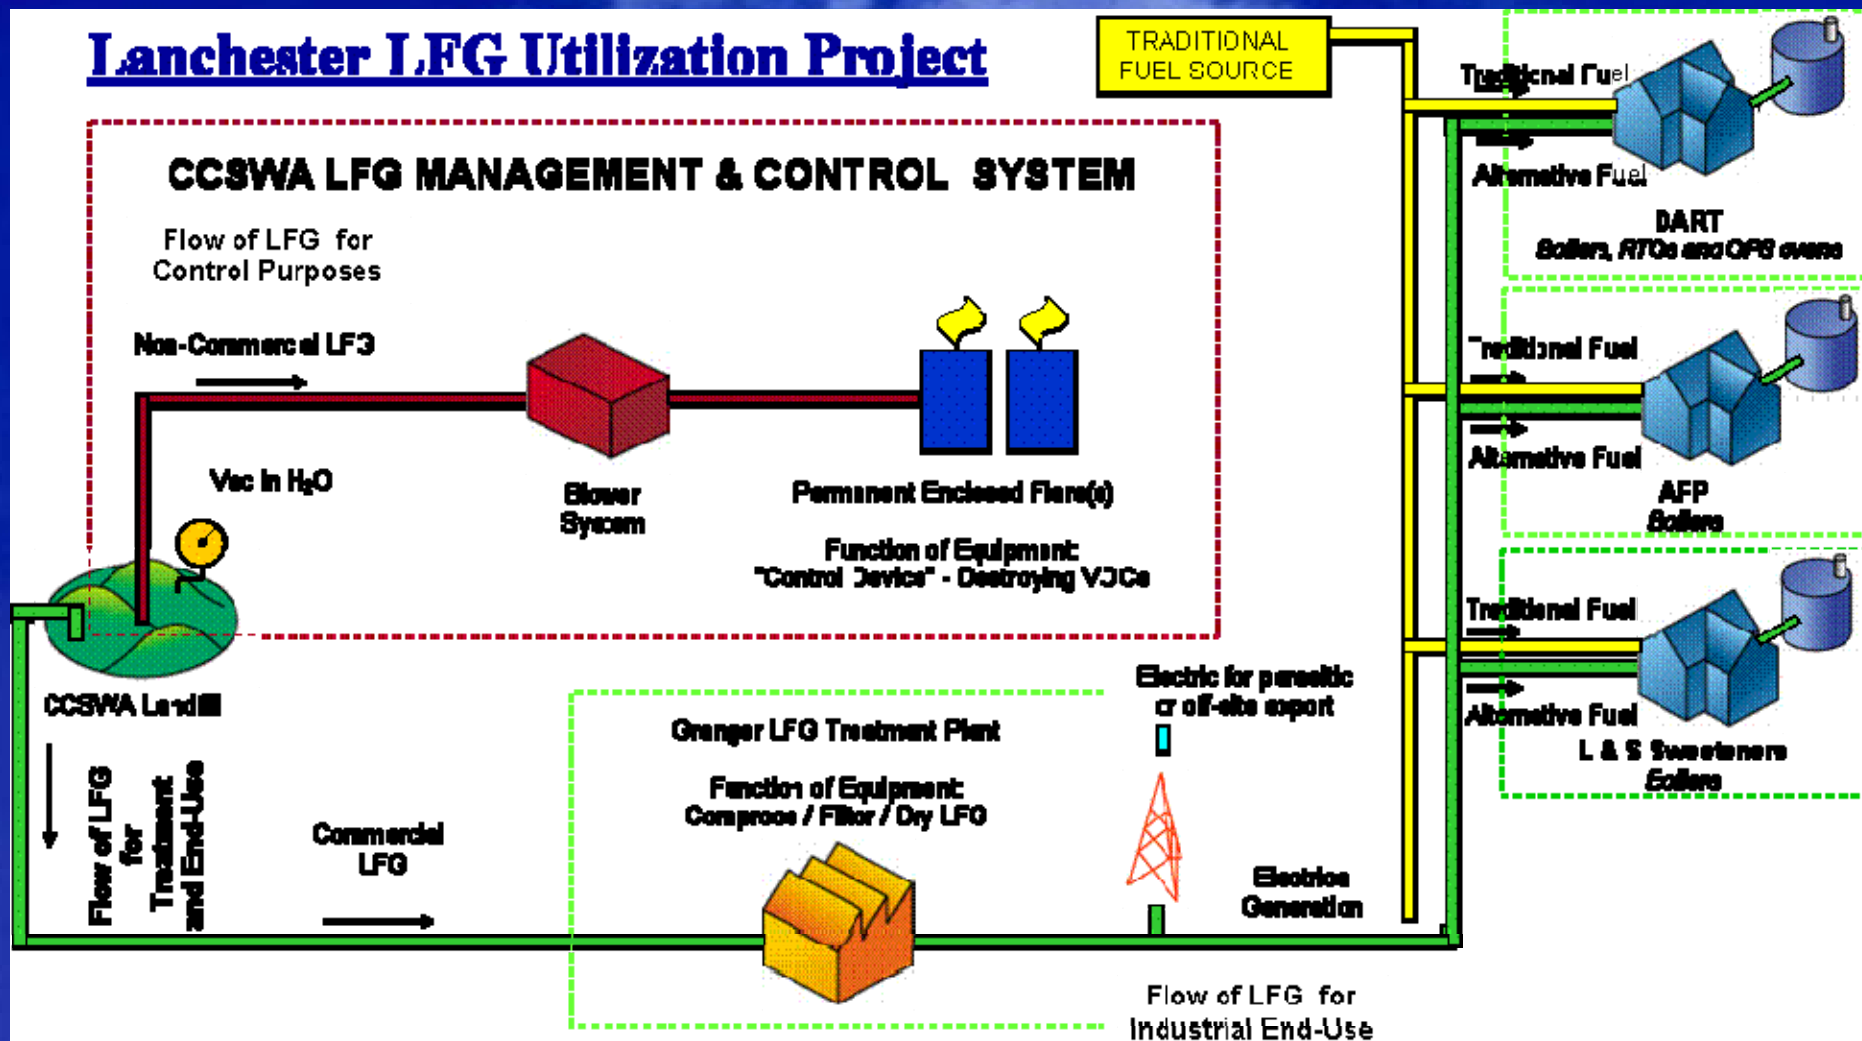 Lanchester LFG Utilization Project
TRADITIONAL
FUEL SOURCE
CCSWA LFG MANAGEMENT & CONTROL SYSTEM
Flow of LFG for
Control Purposes
Non-Commercial LFG
Vac in H₂O
Blower
System
Permanent Enclosed Flare(s)
Function of Equipment:
"Control Device" - Destroying VOCs
CCSWA Landfill
Flow of LFG
for
Treatment
and End-Use
Commercial
LFG
Granger LFG Treatment Plant
Function of Equipment:
Compress / Filter / Dry LFG
Electric for parasitic
or off-site export
Electrice
Generation
Flow of LFG for
Industrial End-Use
Traditional Fuel
Alternative Fuel
DART
Boilers, RTOs and QPS ovens
Traditional Fuel
Alternative Fuel
AFP
Boilers
Traditional Fuel
Alternative Fuel
L & S Sweeteners
Boilers